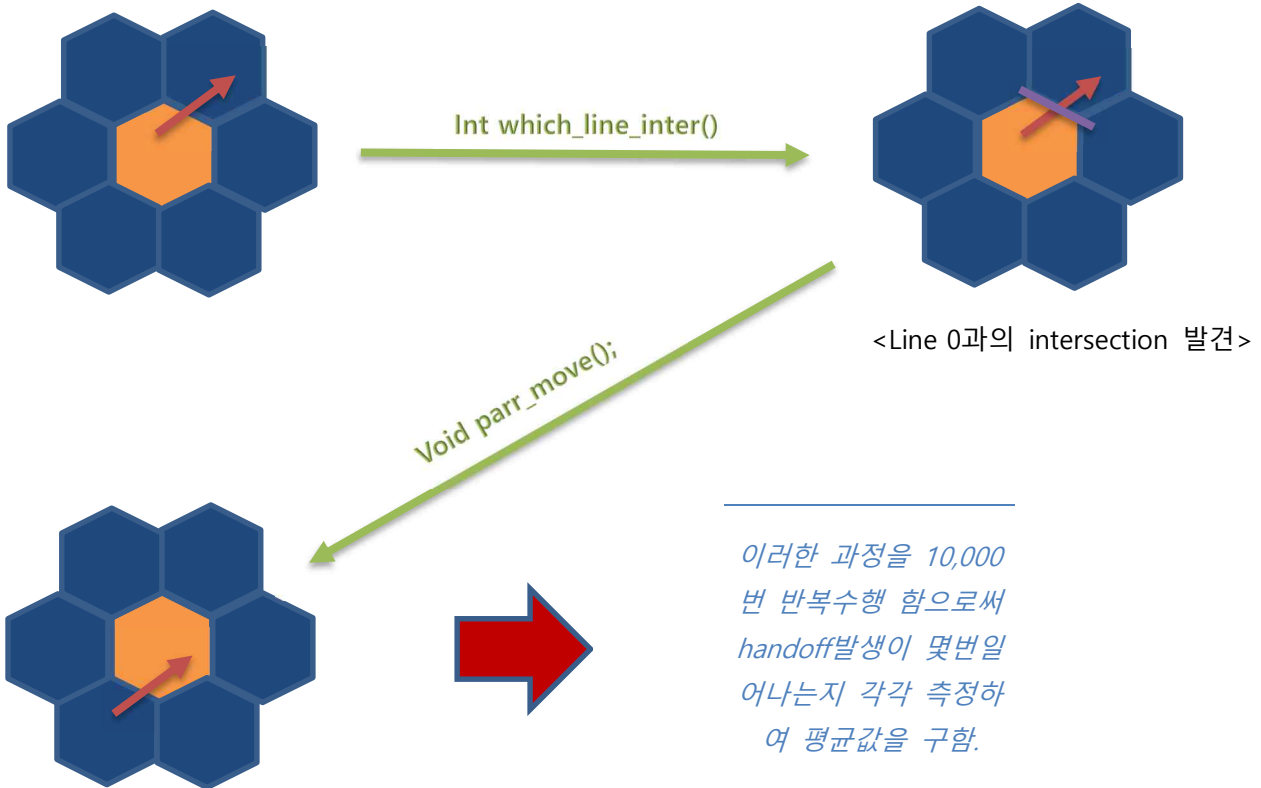 Int which_line_inter()
<Line 0과의 intersection 발견>
Void parr_move();
이러한 과정을 10,000
번 반복수행 함으로써
handoff발생이 몇번일
어나는지 각각 측정하
여 평균값을 구함.